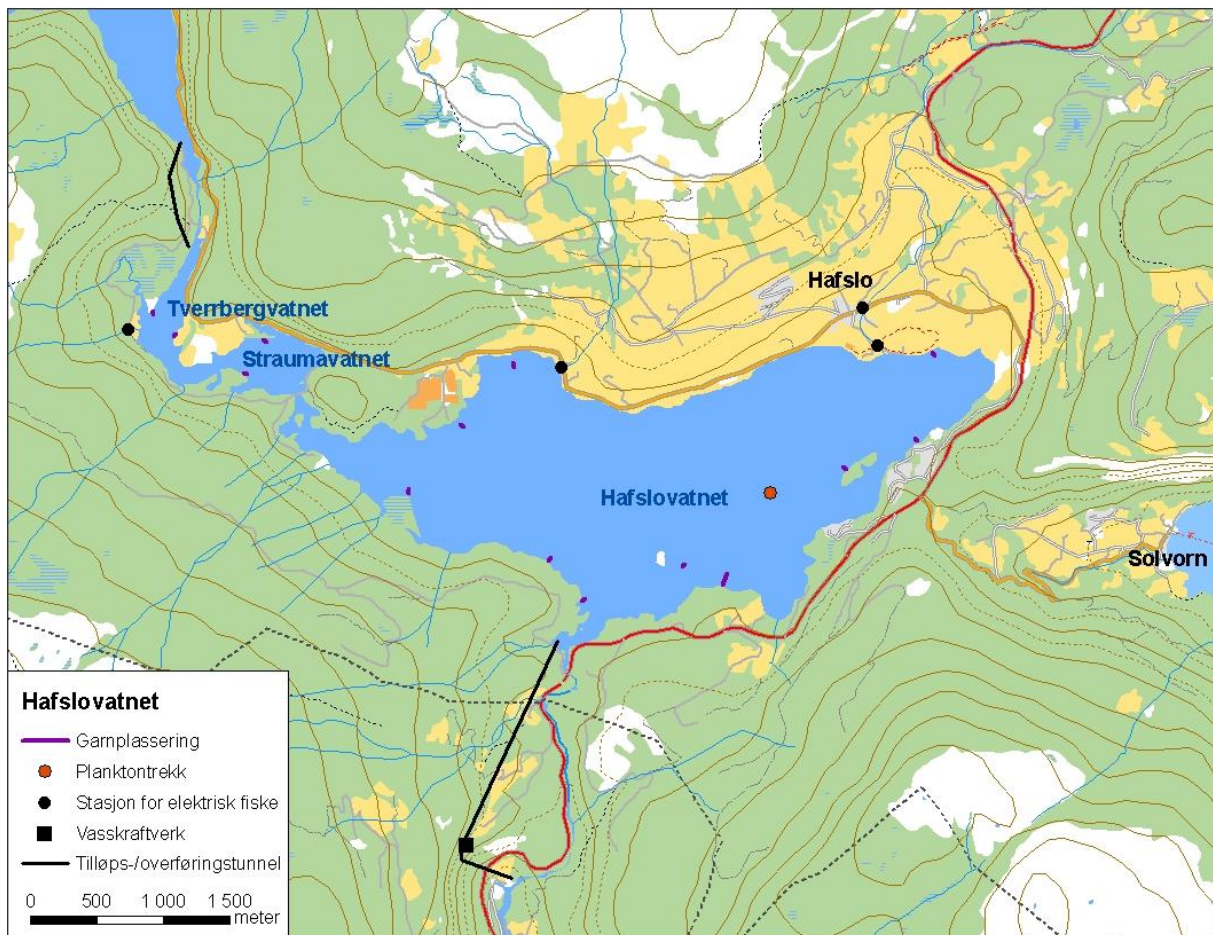 Hafslo
Tverrbergvatnet
Straumavatnet
Hafslovatnet
Solvorn
Hafslovatnet
Garnplassering
Planktontrekk
Stasjon for elektrisk fiske
Vasskraftverk
Tilløps-/overføringstunnel
0 500 1 000 1 500
meter